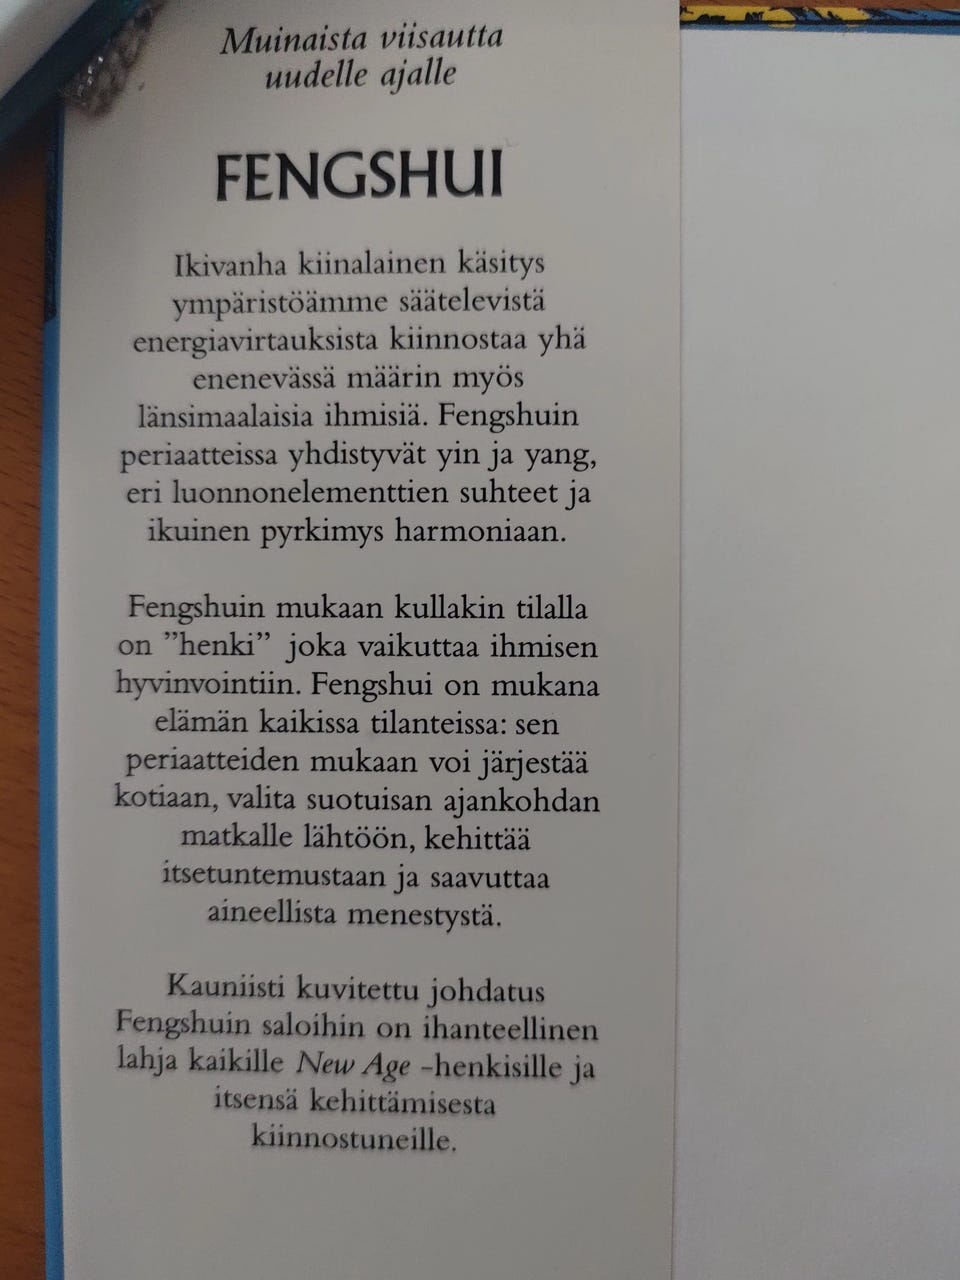 Muinaista viisautta
uudelle ajalle
FENGSHUI
Ikivanha kiinalainen käsitys
ympäristöämme säätelevistä
energiavirtauksista kiinnostaa yhä
enenevässä määrin myös
länsimaalaisia ihmisiä. Fengshuin
periaatteissa yhdistyvät yin ja yang,
eri luonnonelementtien suhteet ja
ikuinen pyrkimys harmoniaan.
Fengshuin mukaan kullakin tilalla
on ”henki” joka vaikuttaa ihmisen
hyvinvointiin. Fengshui on mukana
elämän kaikissa tilanteissa: sen
periaatteiden mukaan voi järjestää
kotiaan, valita suotuisan ajankohdan
matkalle lähtöön, kehittää
itsetuntemustaan ja saavuttaa
aineellista menestystä.
Kauniisti kuvitettu johdatus
Fengshuin saloihin on ihanteellinen
lahja kaikille New Age -henkisille ja
itsensä kehittämisesta
kiinnostuneille.